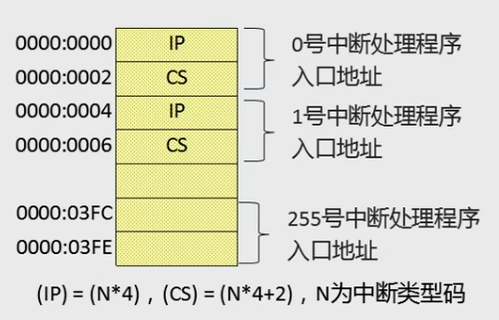 0000:0000 IP 0号中断处理程序
0000:0002 CS 入口地址
0000:0004 IP 1号中断处理程序
0000:0006 CS 入口地址
0000:03FC 255号中断处理程序
0000:03FE 入口地址
(IP) = (N*4) , (CS) = (N*4+2) , N为中断类型码